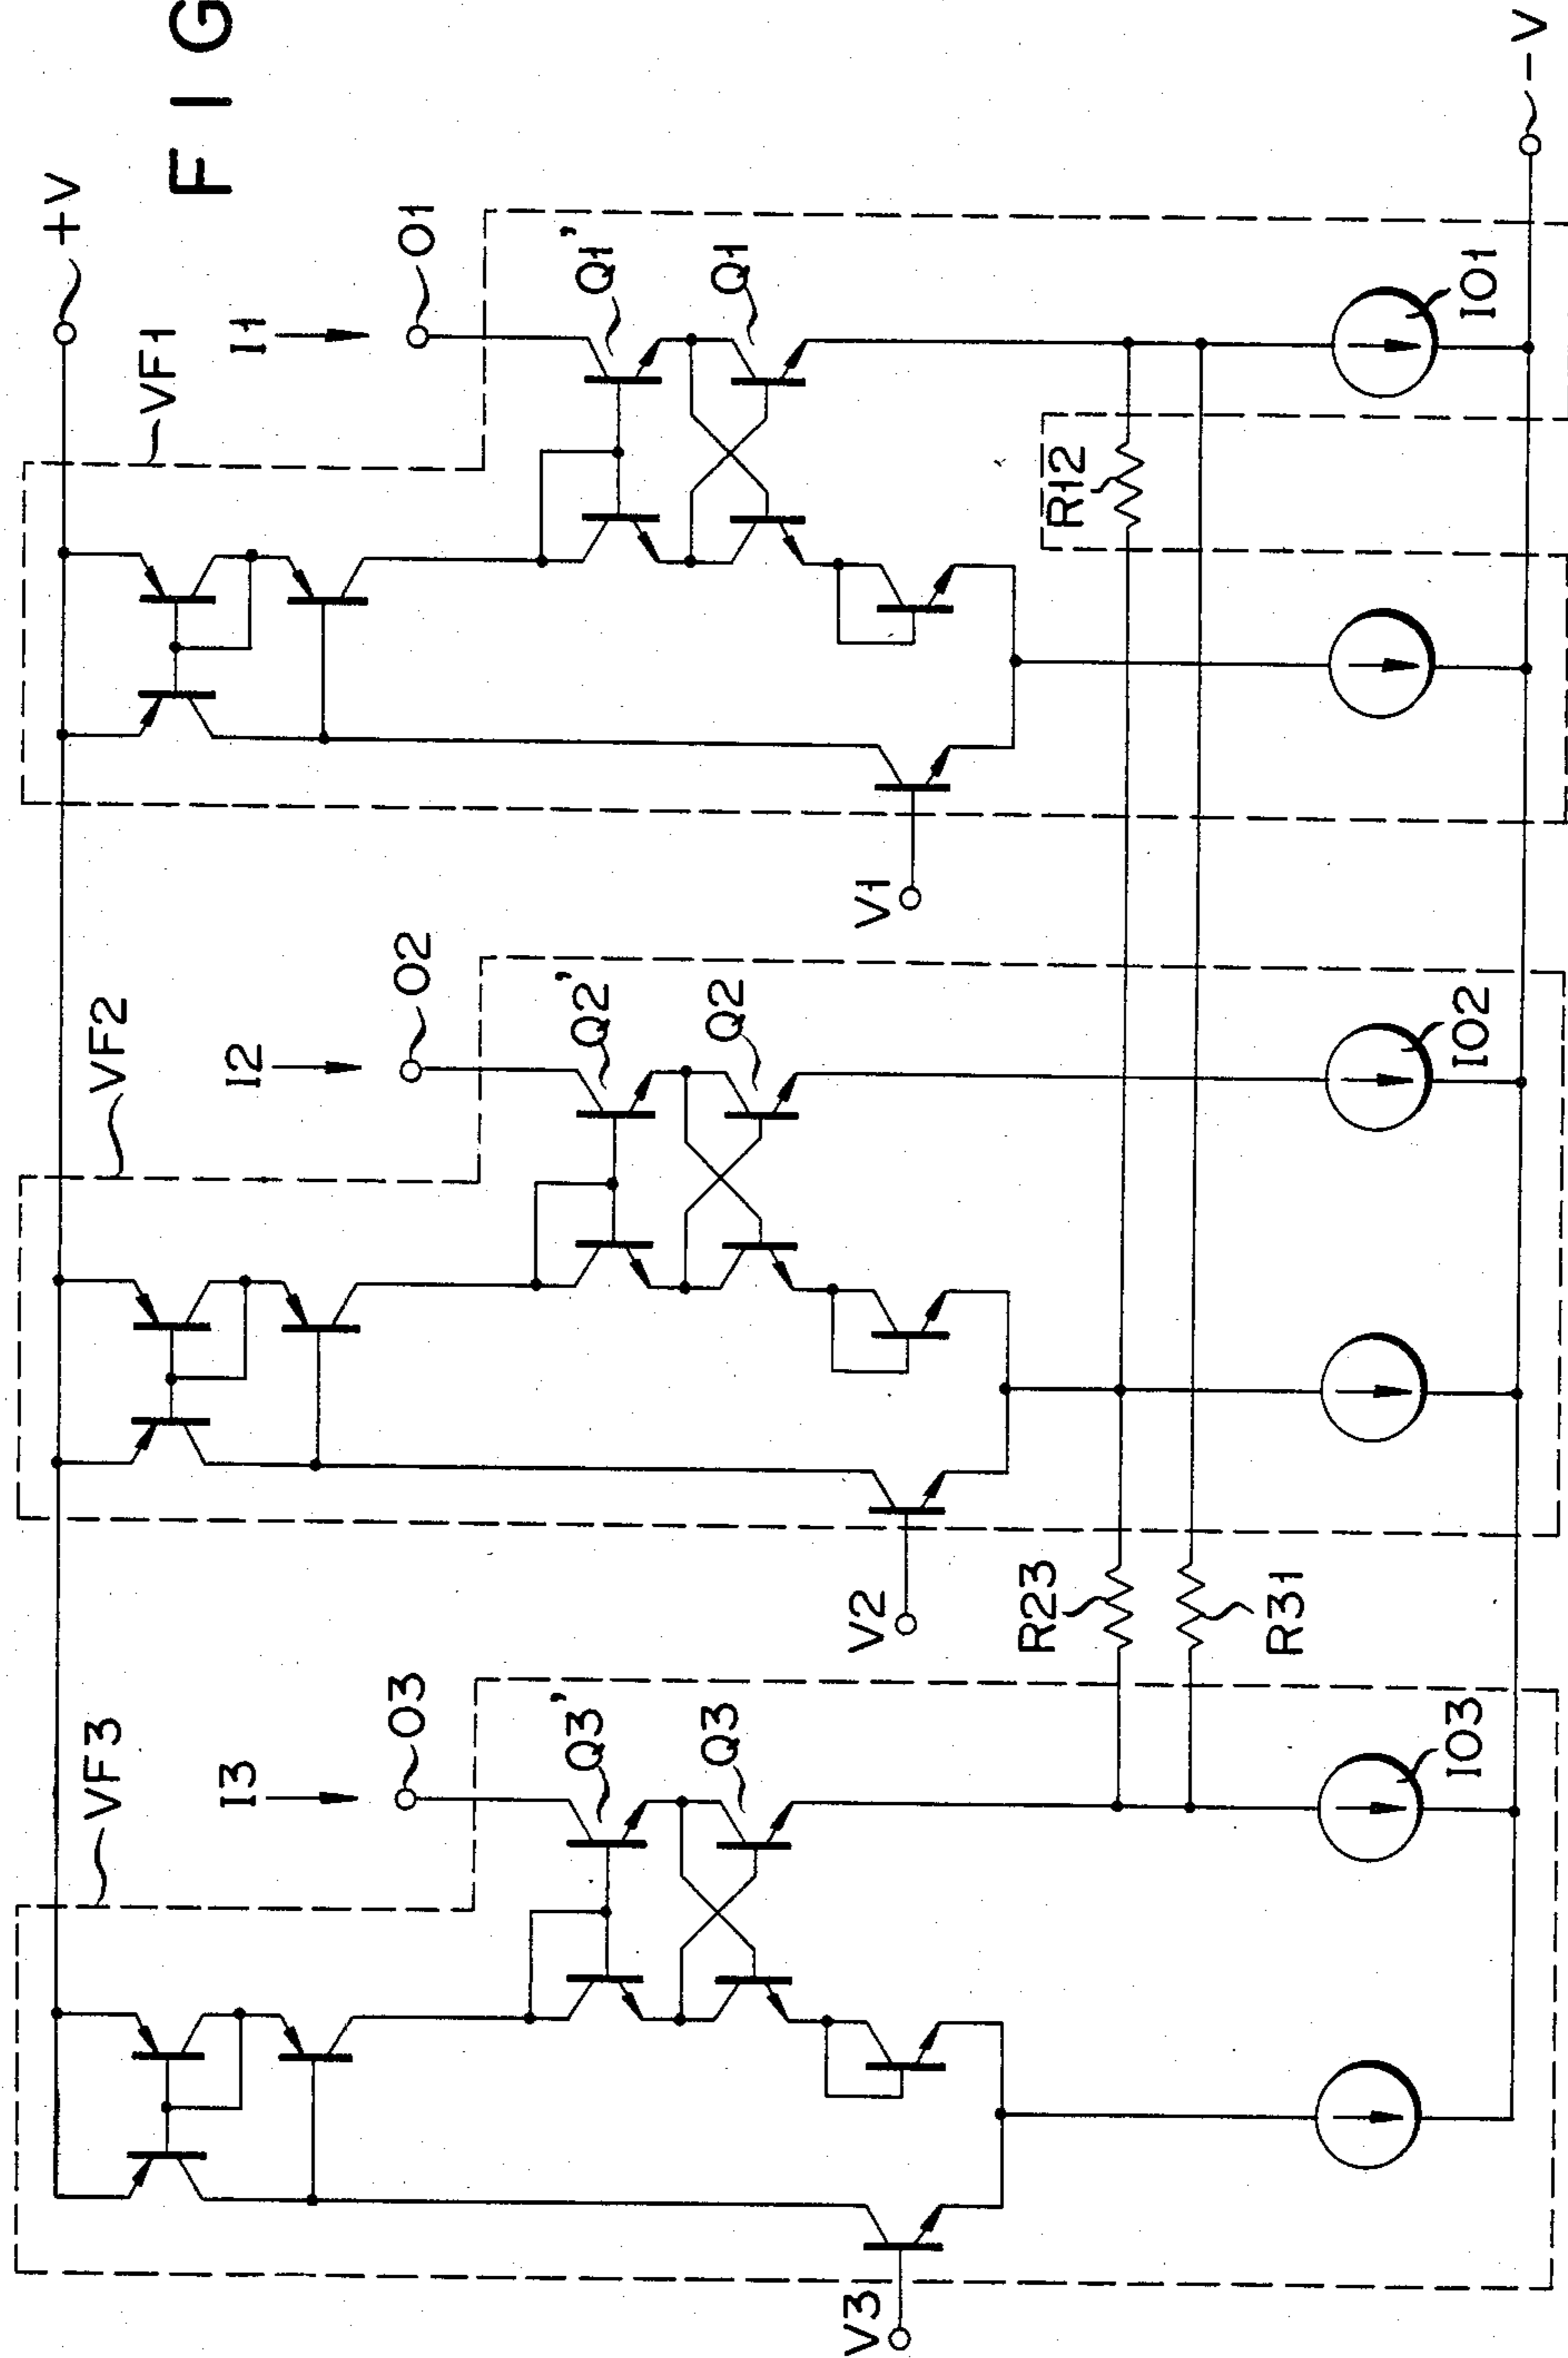 FIG
+V
VF1
I1
O1
Q1'
Q1
R12
IO1
-V
V1
VF2
I2
O2
Q2'
Q2
IO2
V2
R23
R31
VF3
I3
O3
Q3'
Q3
IO3
V3